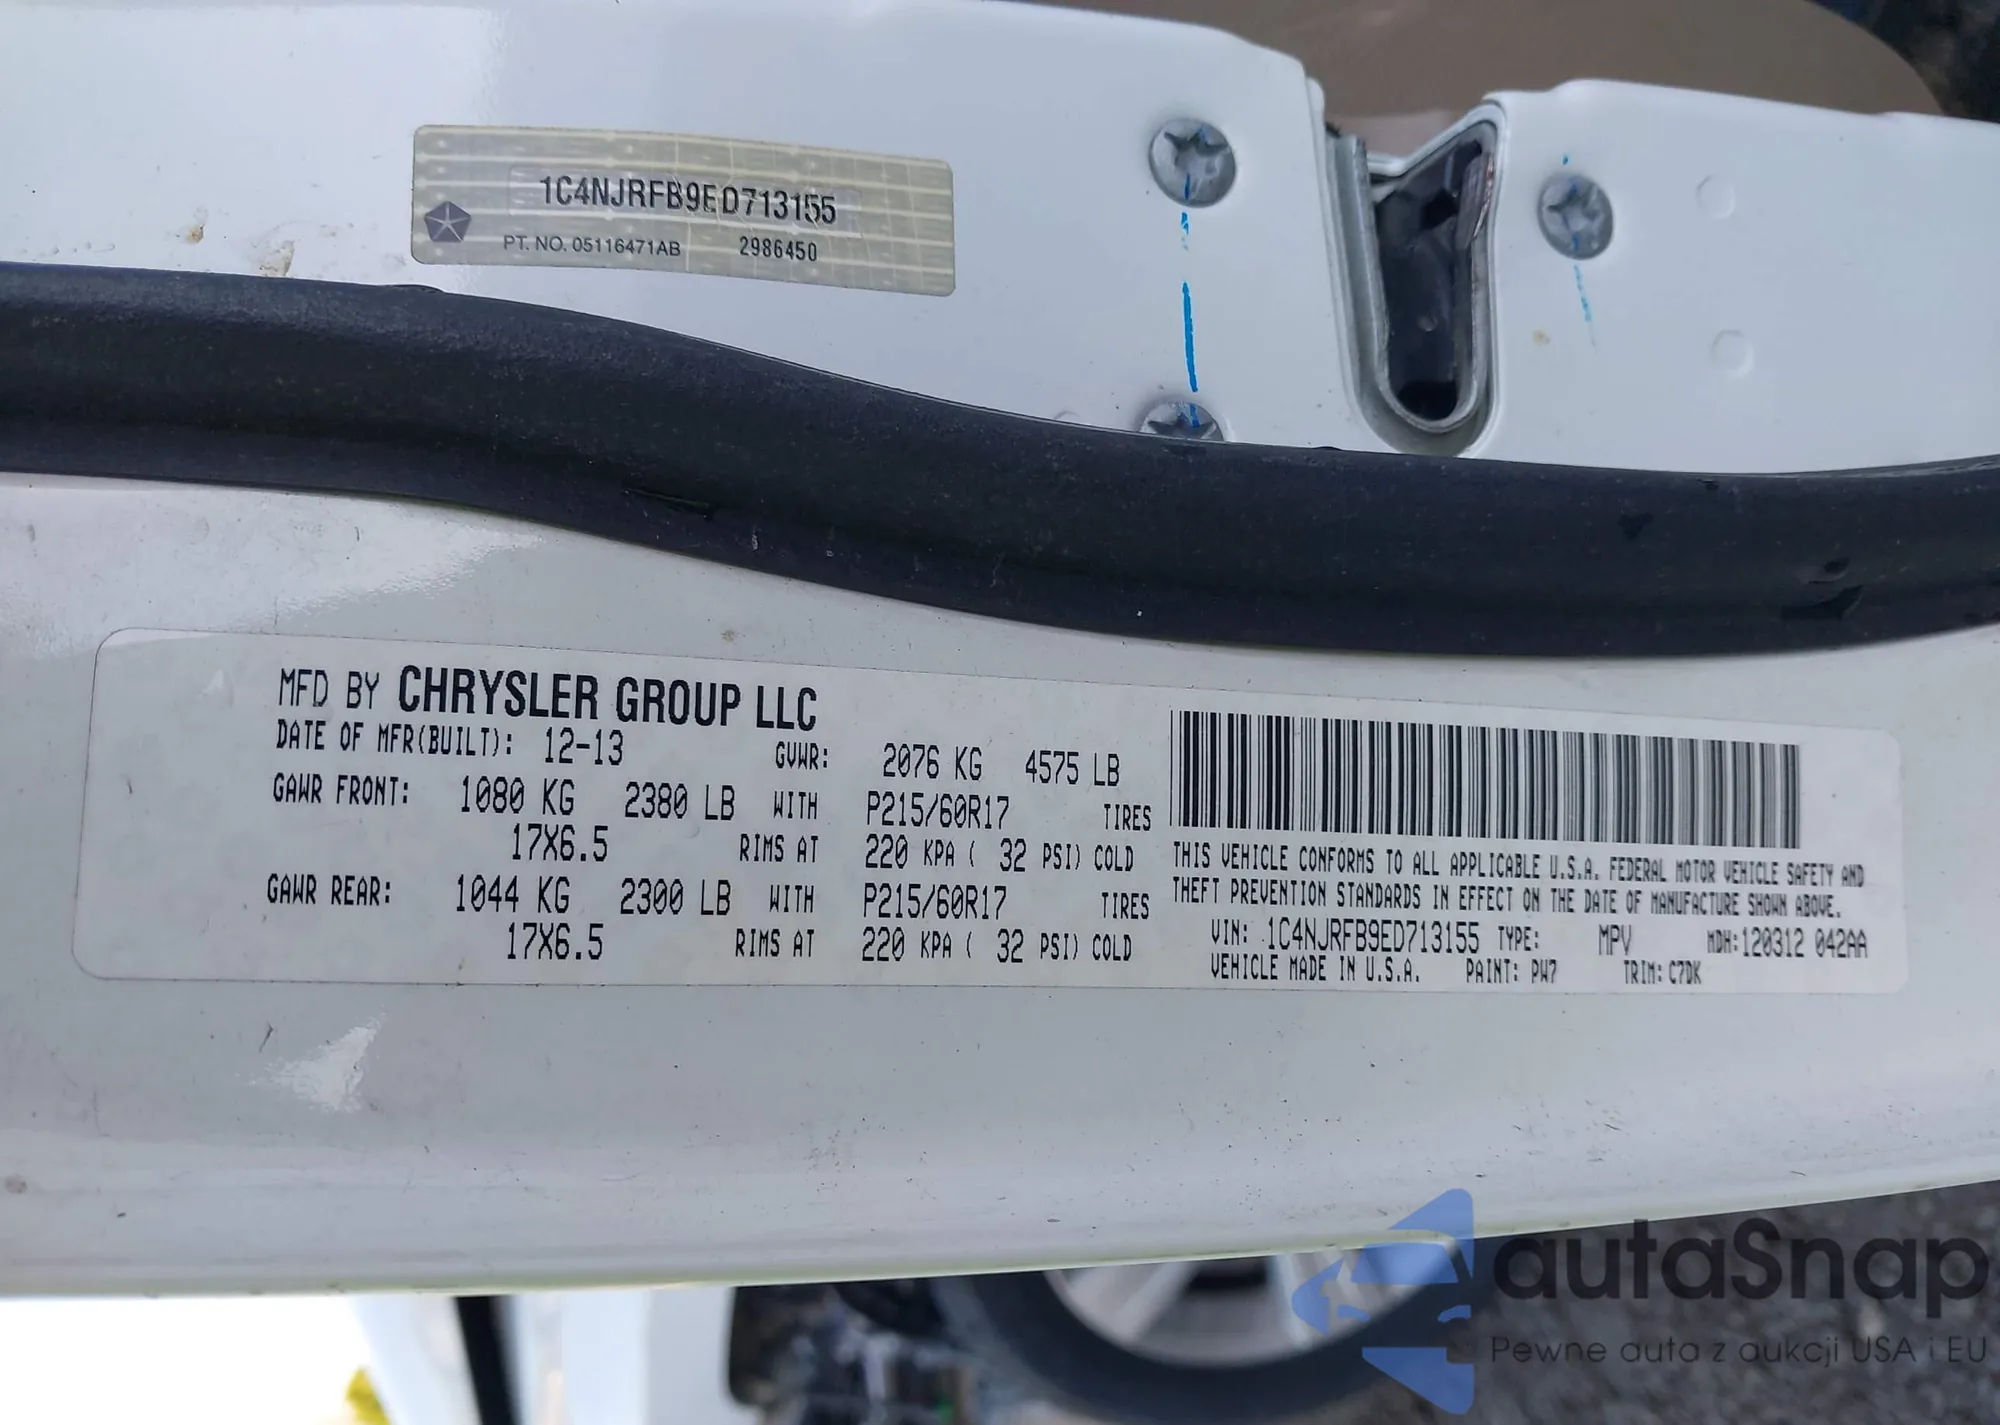 1C4NJRFB9ED713155
PT. NO. 05116471AB 2986450
MFD BY CHRYSLER GROUP LLC
DATE OF MFR(BUILT): 12-13 GVWR: 2076 KG 4575 LB
GAWR FRONT: 1080 KG 2380 LB WITH P215/60R17 TIRES
17X6.5 RIMS AT 220 KPA ( 32 PSI) COLD
GAWR REAR: 1044 KG 2300 LB WITH P215/60R17 TIRES
17X6.5 RIMS AT 220 KPA ( 32 PSI) COLD
THIS VEHICLE CONFORMS TO ALL APPLICABLE U.S.A. FEDERAL MOTOR VEHICLE SAFETY AND
THEFT PREVENTION STANDARDS IN EFFECT ON THE DATE OF MANUFACTURE SHOWN ABOVE.
VIN: 1C4NJRFB9ED713155 TYPE: MPV MDH:120312 042AA
VEHICLE MADE IN U.S.A. PAINT: PW7 TRIM: C7DK
autaSnap
Pewne auta z aukcji USA i EU